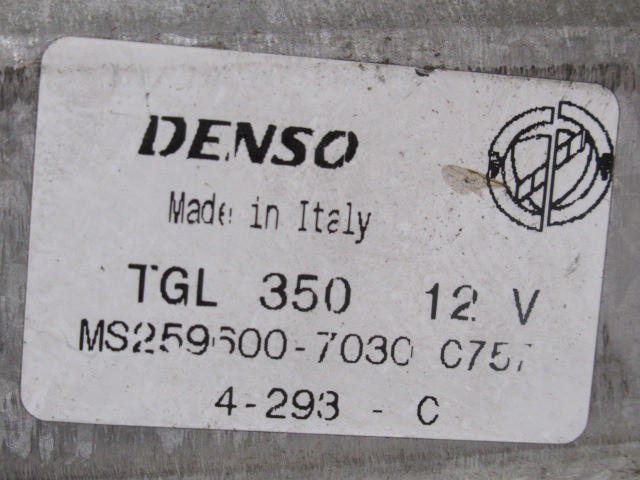 DENSO
Made in Italy
TGL 350 12 V
MS259600-7030 C757
4-293 - C